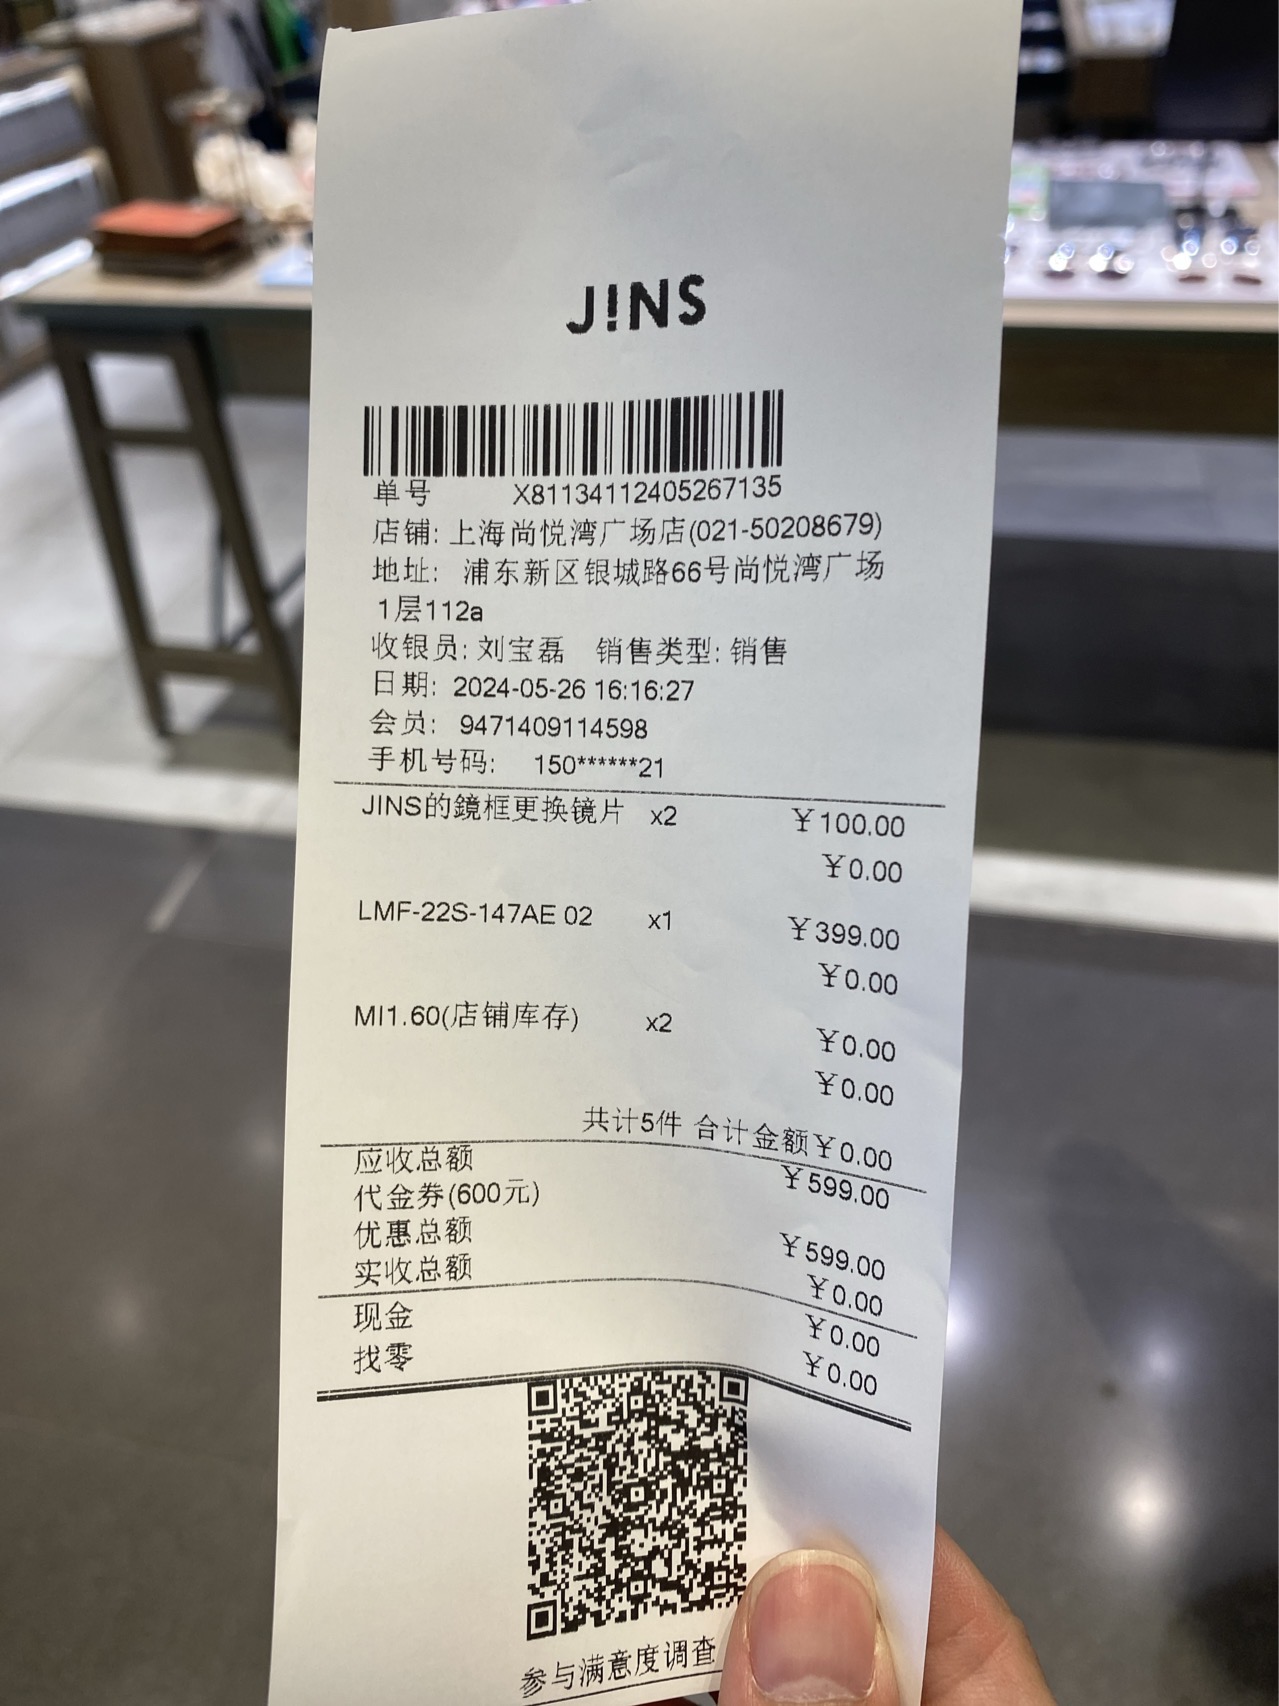 J!NS
单号 X81134112405267135
店铺: 上海尚悦湾广场店(021-50208679)
地址: 浦东新区银城路66号尚悦湾广场
1层112a
收银员: 刘宝磊 销售类型: 销售
日期: 2024-05-26 16:16:27
会员: 9471409114598
手机号码: 150******21
JINS的鏡框更换镜片 x2 ¥100.00
¥0.00
LMF-22S-147AE 02 x1 ¥399.00
¥0.00
MI1.60(店铺库存) x2 ¥0.00
¥0.00
共计5件 合计金额¥0.00
应收总额 ¥599.00
代金券(600元)
优惠总额 ¥599.00
实收总额 ¥0.00
现金 ¥0.00
找零 ¥0.00
参与满意度调查